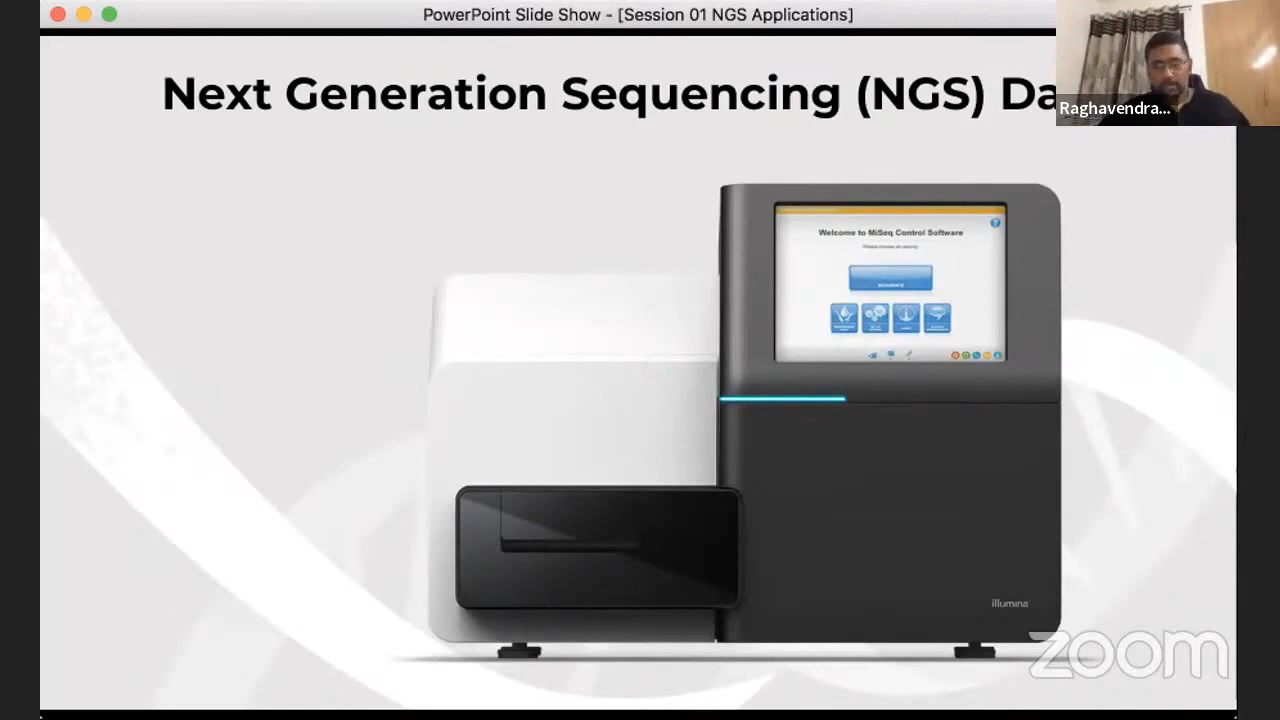 PowerPoint Slide Show - [Session 01 NGS Applications]
Next Generation Sequencing (NGS) Da
Raghavendra...
Welcome to MiSeq Control Software
SEQUENCE
illumina
zoom